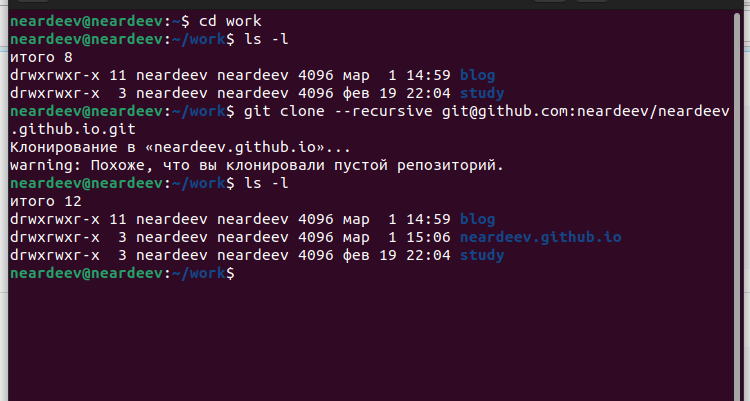 neardeev@neardeev:~$ cd work
neardeev@neardeev:~/work$ ls -l
итого 8
drwxrwxr-x 11 neardeev neardeev 4096 мар  1 14:59 blog
drwxrwxr-x  3 neardeev neardeev 4096 фев 19 22:04 study
neardeev@neardeev:~/work$ git clone --recursive git@github.com:neardeev/neardeev
.github.io.git
Клонирование в «neardeev.github.io»...
warning: Похоже, что вы клонировали пустой репозиторий.
neardeev@neardeev:~/work$ ls -l
итого 12
drwxrwxr-x 11 neardeev neardeev 4096 мар  1 14:59 blog
drwxrwxr-x  3 neardeev neardeev 4096 мар  1 15:06 neardeev.github.io
drwxrwxr-x  3 neardeev neardeev 4096 фев 19 22:04 study
neardeev@neardeev:~/work$